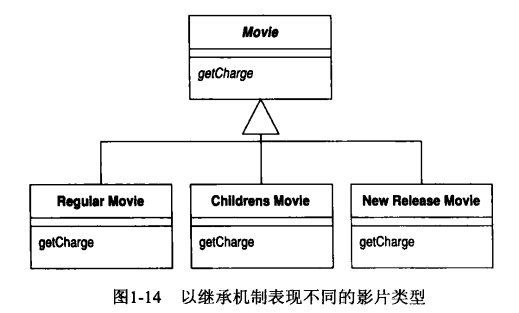 Movie
getCharge
Regular Movie
getCharge
Childrens Movie
getCharge
New Release Movie
getCharge
图1-14 以继承机制表现不同的影片类型